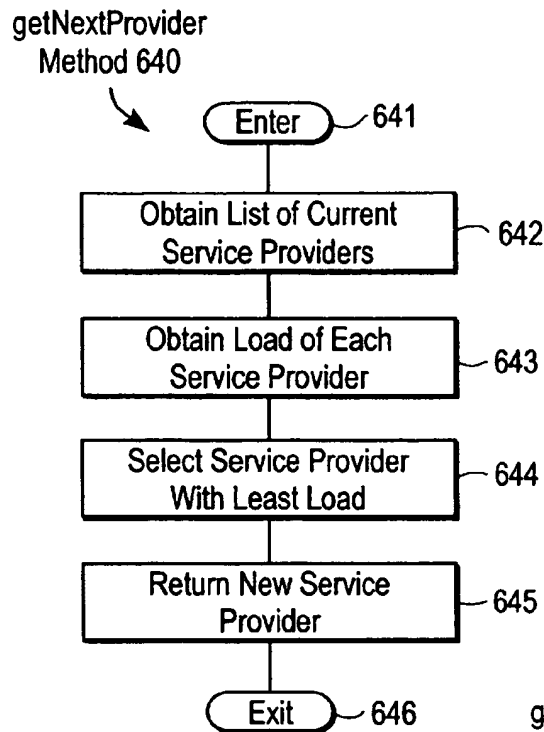 getNextProvider
Method 640
Enter
641
Obtain List of Current
Service Providers
642
Obtain Load of Each
Service Provider
643
Select Service Provider
With Least Load
644
Return New Service
Provider
645
Exit
646
g